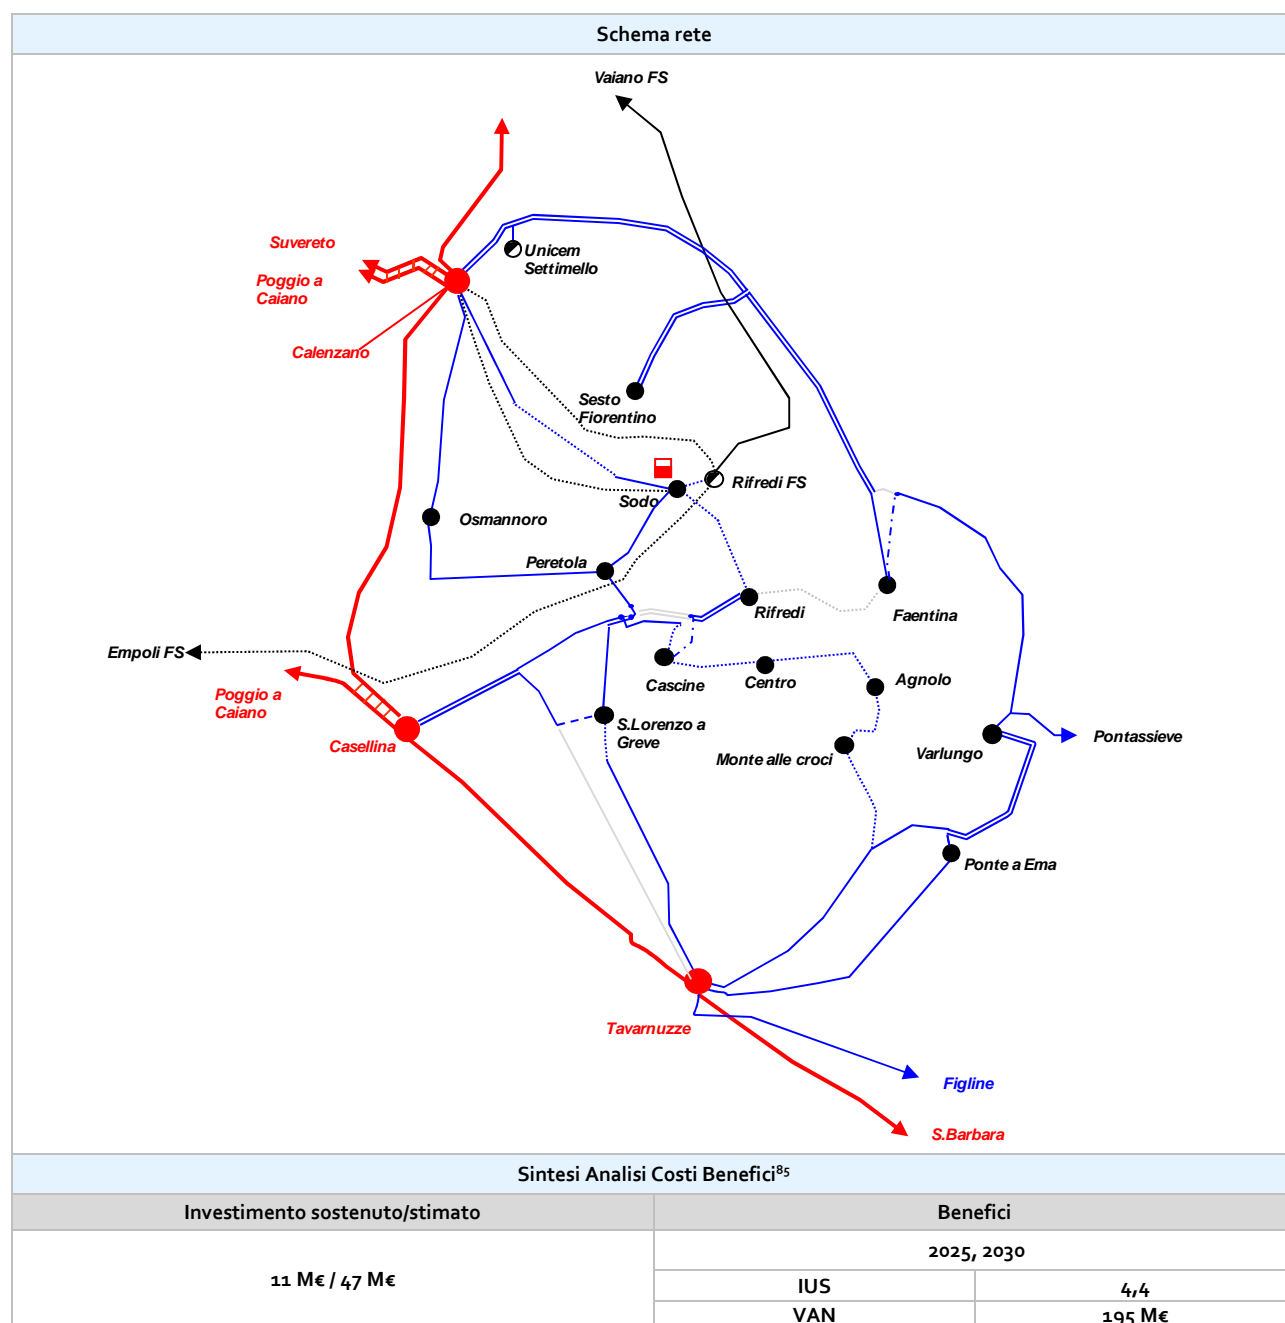 Schema rete
Vaiano FS
Suvereto
Unicem
Settimello
Poggio a
Caiano
Calenzano
Sesto
Fiorentino
Rifredi FS
Sodo
Osmannoro
Peretola
Rifredi
Faentina
Empoli FS
Cascine
Centro
Agnolo
Poggio a
Caiano
S.Lorenzo a
Greve
Casellina
Monte alle croci
Varlungo
Pontassieve
Ponte a Ema
Tavarnuzze
Figline
S.Barbara
Sintesi Analisi Costi Benefici85
Investimento sostenuto/stimato
Benefici
2025, 2030
11 M€ / 47 M€
IUS
4,4
VAN
195 M€